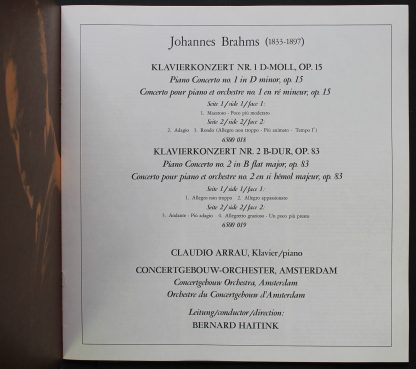 Johannes Brahms (1833-1897)
KLAVIERKONZERT NR. 1 D-MOLL, OP. 15
Piano Concerto no. 1 in D minor, op. 15
Concerto pour piano et orchestre no. 1 en ré mineur, op. 15
Seite 1/side 1/face 1:
1. Maestoso - Poco più moderato
Seite 2/side 2/face 2:
2. Adagio 3. Rondo (Allegro non troppo - Più animato - Tempo I°)
6500 018
KLAVIERKONZERT NR. 2 B-DUR, OP. 83
Piano Concerto no. 2 in B flat major, op. 83
Concerto pour piano et orchestre no. 2 en si bémol majeur, op. 83
Seite 1/side 1/face 1:
1. Allegro non troppo 2. Allegro appassionato
Seite 2/side 2/face 2:
3. Andante - Più adagio 4. Allegretto grazioso - Un poco più presto
6500 019
CLAUDIO ARRAU, Klavier/piano
CONCERTGEBOUW-ORCHESTER, AMSTERDAM
Concertgebouw Orchestra, Amsterdam
Orchestre du Concertgebouw d'Amsterdam
Leitung/conductor/direction:
BERNARD HAITINK